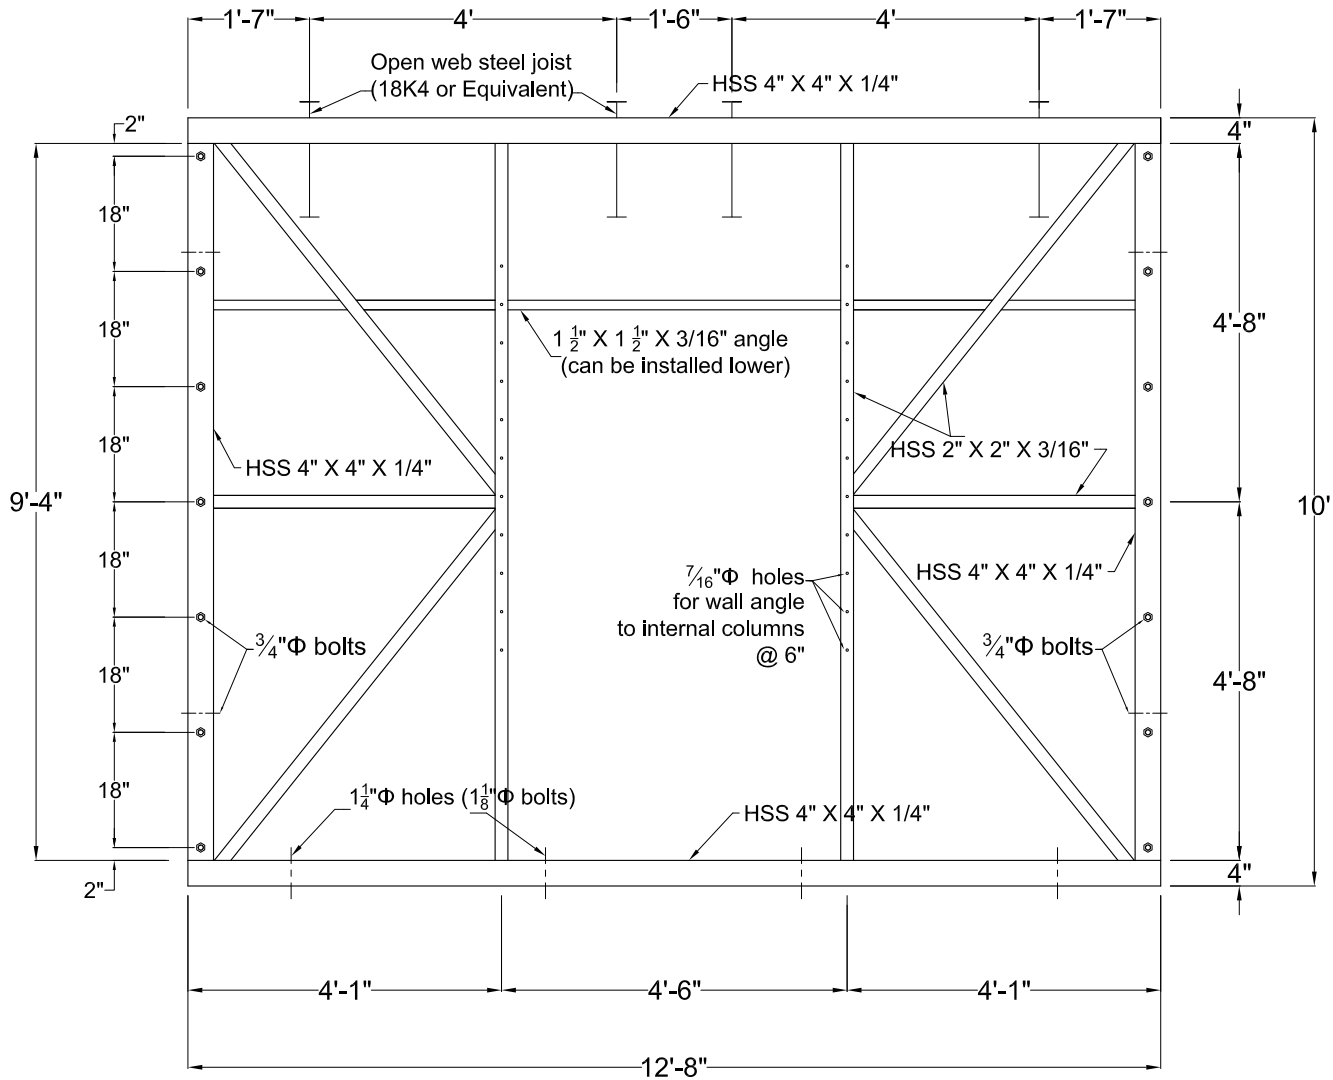 1'-7"
4'
1'-6"
4'
1'-7"
Open web steel joist
(18K4 or Equivalent)
HSS 4" X 4" X 1/4"
2"
4"
18"
18"
1 1/2" X 1 1/2" X 3/16" angle
(can be installed lower)
4'-8"
18"
HSS 4" X 4" X 1/4"
HSS 2" X 2" X 3/16"
9'-4"
10'
18"
7/16"Φ holes
for wall angle
to internal columns
@ 6"
HSS 4" X 4" X 1/4"
3/4"Φ bolts
3/4"Φ bolts
18"
4'-8"
18"
1 1/4"Φ holes (1 1/8"Φ bolts)
HSS 4" X 4" X 1/4"
2"
4"
4'-1"
4'-6"
4'-1"
12'-8"